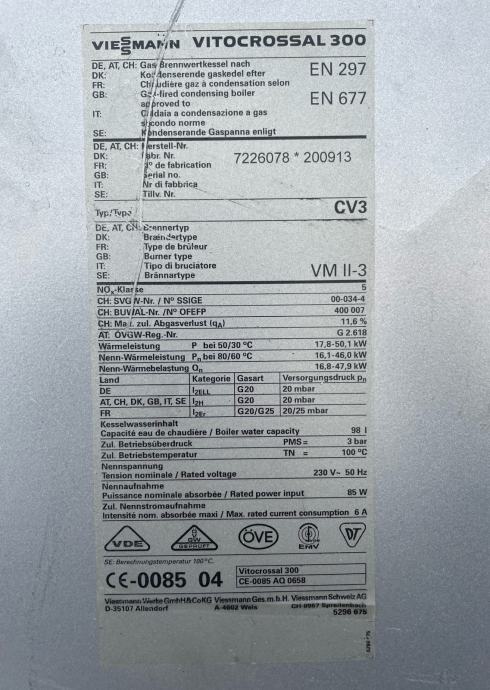 VIESSMANN VITOCROSSAL 300
DE, AT, CH: Gas Brennwertkessel nach EN 297
DK: Kondenserende gaskedel efter
FR: Chaudière gaz à condensation selon
GB: Gas-fired condensing boiler EN 677
approved to
IT: Caldaia a condensazione a gas
secondo norme
SE: Kondenserande Gaspanna enligt
DE, AT, CH: Herstell-Nr.
DK: Fabr. Nr. 7226078 * 200913
FR: N° de fabrication
GB: Serial no.
IT: Nr di fabbrica
SE: Tillv. Nr.
Typ/Type CV3
DE, AT, CH: Brennertyp
DK: Brændertype
FR: Type de brûleur
GB: Burner type
IT: Tipo di bruciatore
SE: Brännartype VM II-3
NOx-Klasse 5
CH: SVGW-Nr. / N° SSIGE 00-034-4
CH: BUWAL-Nr. /N° OFEFP 400 007
CH: Max. zul. Abgasverlust (qA) 11,6 %
AT: ÖVGW-Reg.-Nr. G 2.618
Wärmeleistung P bei 50/30 °C 17,8-50,1 kW
Nenn-Wärmeleistung Pn bei 80/60 °C 16,1-46,0 kW
Nenn-Wärmebelastung Qn 16,8-47,9 kW
Land Kategorie Gasart Versorgungsdruck pn
DE I2ELL G20 20 mbar
AT, CH, DK, GB, IT, SE I2H G20 20 mbar
FR I2Er G20/G25 20/25 mbar
Kesselwasserinhalt
Capacité eau de chaudière / Boiler water capacity 98 l
Zul. Betriebsüberdruck PMS = 3 bar
Zul. Betriebstemperatur TN = 100 °C
Nennspannung
Tension nominale / Rated voltage 230 V~ 50 Hz
Nennaufnahme
Puissance nominale absorbée / Rated power input 85 W
Zul. Nennstromaufnahme
Intensité nom. absorbée maxi / Max. rated current consumption 6 A
VDE GW GEPRÜFT ÖVE EMV
SE: Berechnungstemperatur 100°C.
CE-0085 04 Vitocrossal 300
CE-0085 AQ 0658
Viessmann Werke GmbH&CoKG Viessmann Ges.m.b.H. Viessmann Schweiz AG
D-35107 Allendorf A-4602 Wels CH-8957 Spreitenbach
5296 675